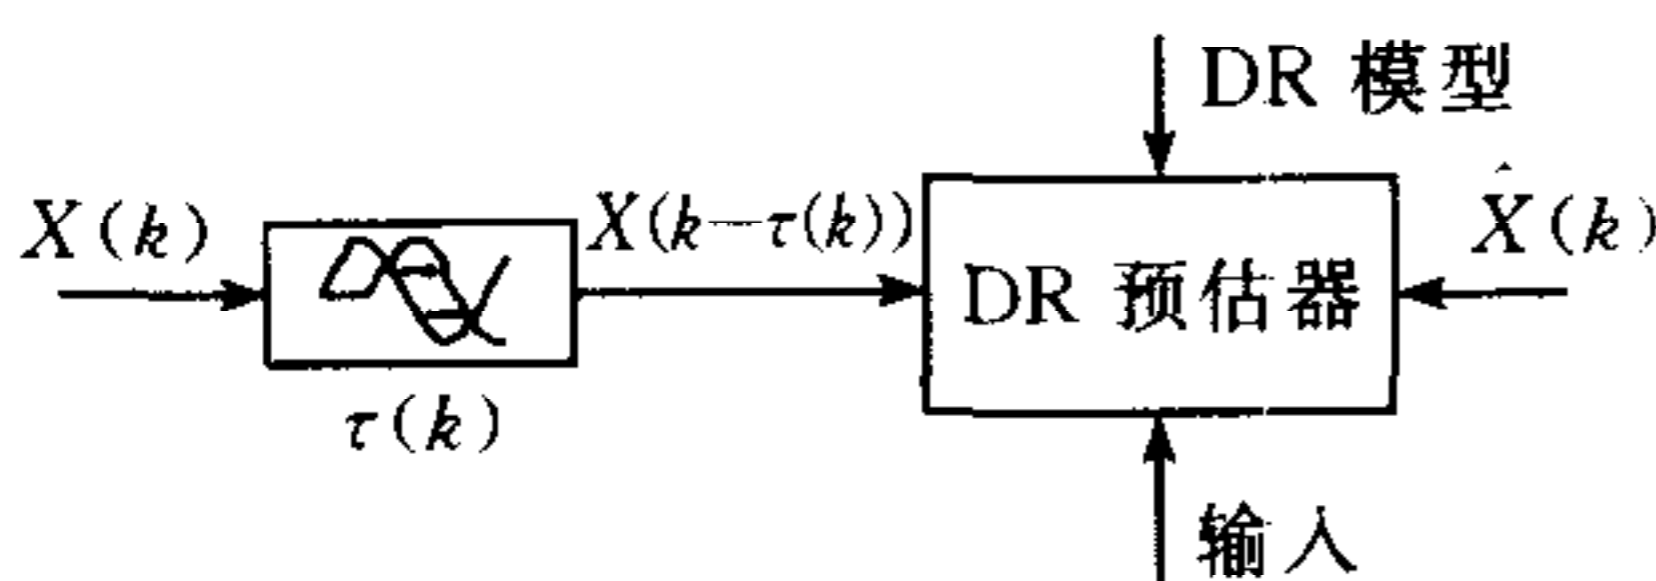 DR 模型
X(k)
X(k-τ(k))
X̂(k)
DR 预估器
τ(k)
输入